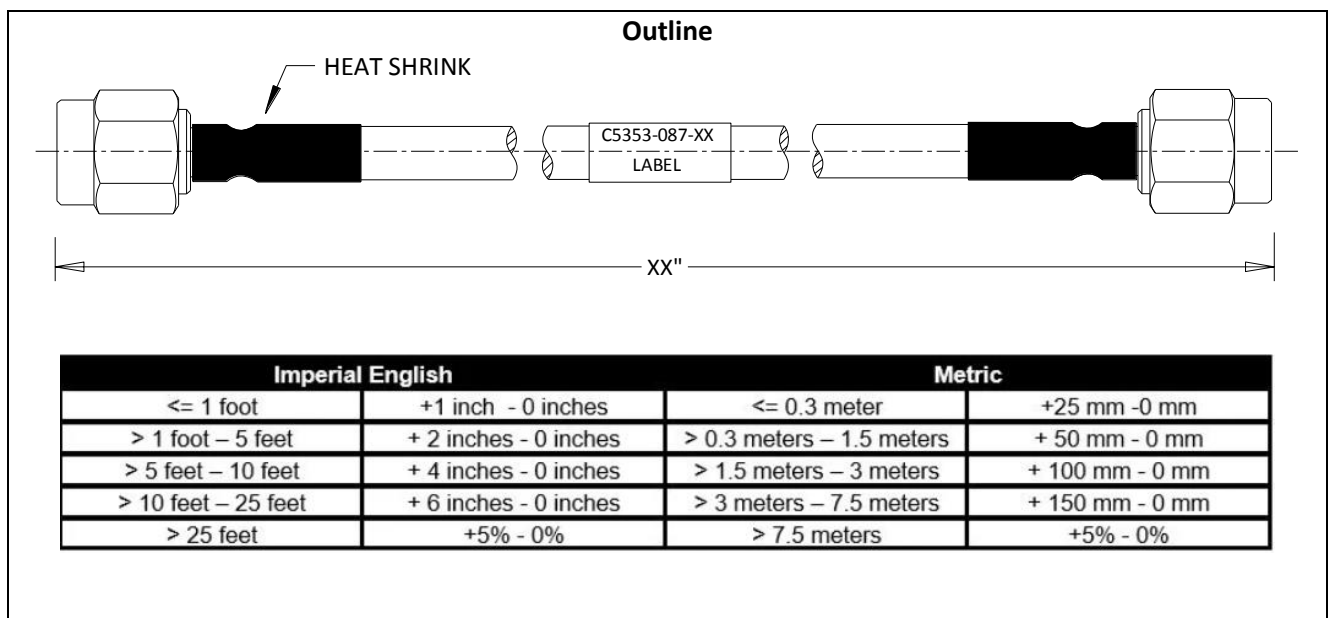 Outline
HEAT SHRINK
C5353-087-XX
LABEL
XX"
Imperial English Metric
<= 1 foot +1 inch - 0 inches <= 0.3 meter +25 mm -0 mm
> 1 foot – 5 feet + 2 inches - 0 inches > 0.3 meters – 1.5 meters + 50 mm - 0 mm
> 5 feet – 10 feet + 4 inches - 0 inches > 1.5 meters – 3 meters + 100 mm - 0 mm
> 10 feet – 25 feet + 6 inches - 0 inches > 3 meters – 7.5 meters + 150 mm - 0 mm
> 25 feet +5% - 0% > 7.5 meters +5% - 0%